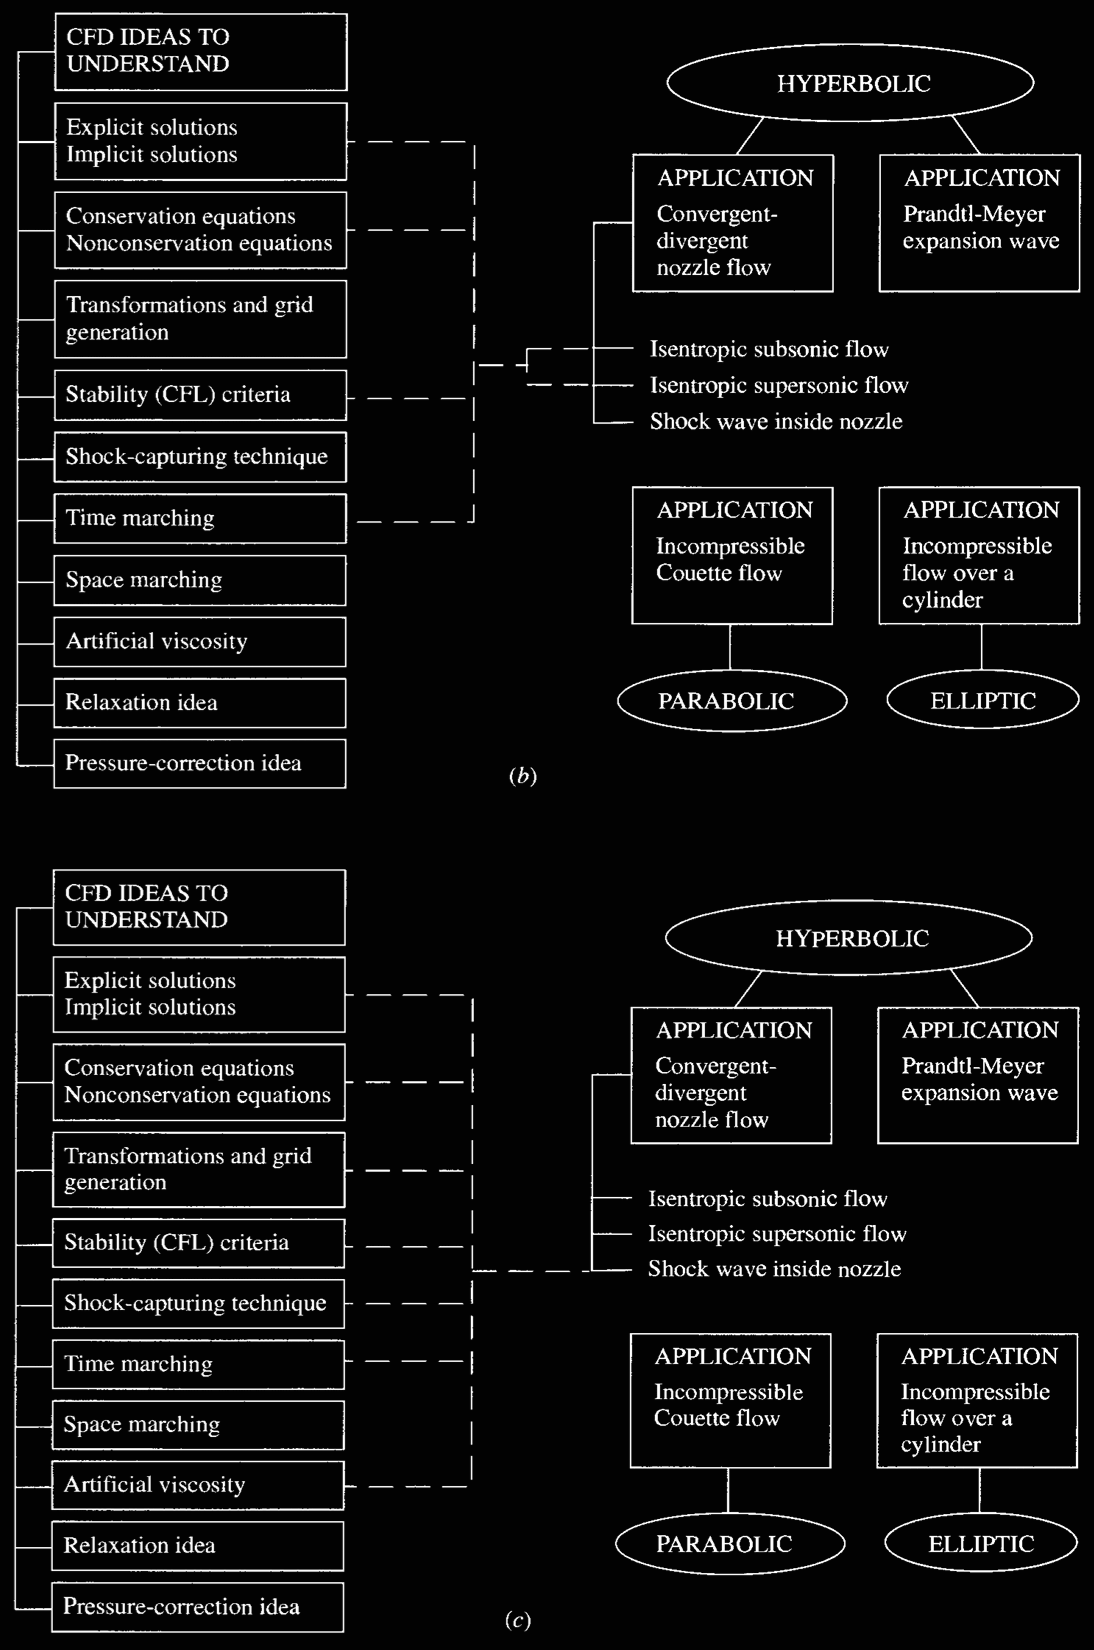 CFD IDEAS TO
UNDERSTAND
Explicit solutions
Implicit solutions
Conservation equations
Nonconservation equations
Transformations and grid
generation
Stability (CFL) criteria
Shock-capturing technique
Time marching
Space marching
Artificial viscosity
Relaxation idea
Pressure-correction idea
HYPERBOLIC
APPLICATION
Convergent-
divergent
nozzle flow
APPLICATION
Prandtl-Meyer
expansion wave
Isentropic subsonic flow
Isentropic supersonic flow
Shock wave inside nozzle
APPLICATION
Incompressible
Couette flow
APPLICATION
Incompressible
flow over a
cylinder
PARABOLIC
ELLIPTIC
(b)
CFD IDEAS TO
UNDERSTAND
Explicit solutions
Implicit solutions
Conservation equations
Nonconservation equations
Transformations and grid
generation
Stability (CFL) criteria
Shock-capturing technique
Time marching
Space marching
Artificial viscosity
Relaxation idea
Pressure-correction idea
HYPERBOLIC
APPLICATION
Convergent-
divergent
nozzle flow
APPLICATION
Prandtl-Meyer
expansion wave
Isentropic subsonic flow
Isentropic supersonic flow
Shock wave inside nozzle
APPLICATION
Incompressible
Couette flow
APPLICATION
Incompressible
flow over a
cylinder
PARABOLIC
ELLIPTIC
(c)